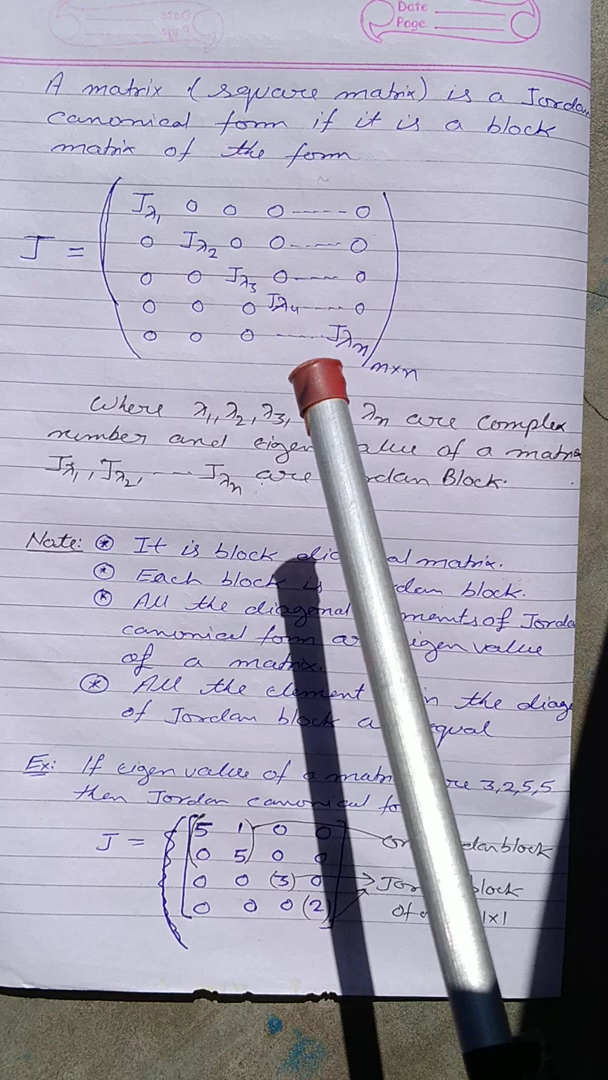 Date
Page
A matrix (square matrix) is a Jordan
canonical form if it is a block
matrix of the form
Jλ1 0 0 0 ----- 0
J = 0 Jλ2 0 0 ----- 0
0 0 Jλ3 0 ---- 0
0 0 0 Jλ4 ---- 0
0 0 0 ----- Jλn n×n
Where λ1, λ2, λ3, λn are complex
number and eigen value of a matrix
Jλ1, Jλ2, --- Jλn are Jordan Block.
Note: It is block al matrix.
Each block is dan block.
All the diagonal ments of Jorda
canonical form a eigen value
of a matrix.
All the element in the diag
of Jordan block a qual
Ex: If eigen value of a matri re 3,2,5,5
then Jordan canonical fo
J = 5 1 0 0 or dan block
0 5 0 0
0 0 (3) 0 → Jor block
0 0 0 (2) of 1×1